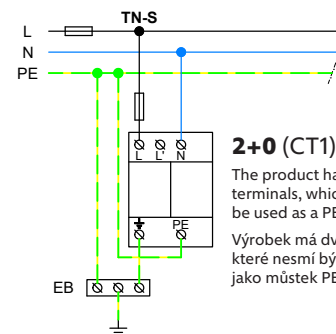 TN-S
L
N
PE
L L' N
2+0 (CT1)
The product ha
terminals, whic
be used as a PE
Výrobek má dv
které nesmí bý
jako můstek PE
PE
EB